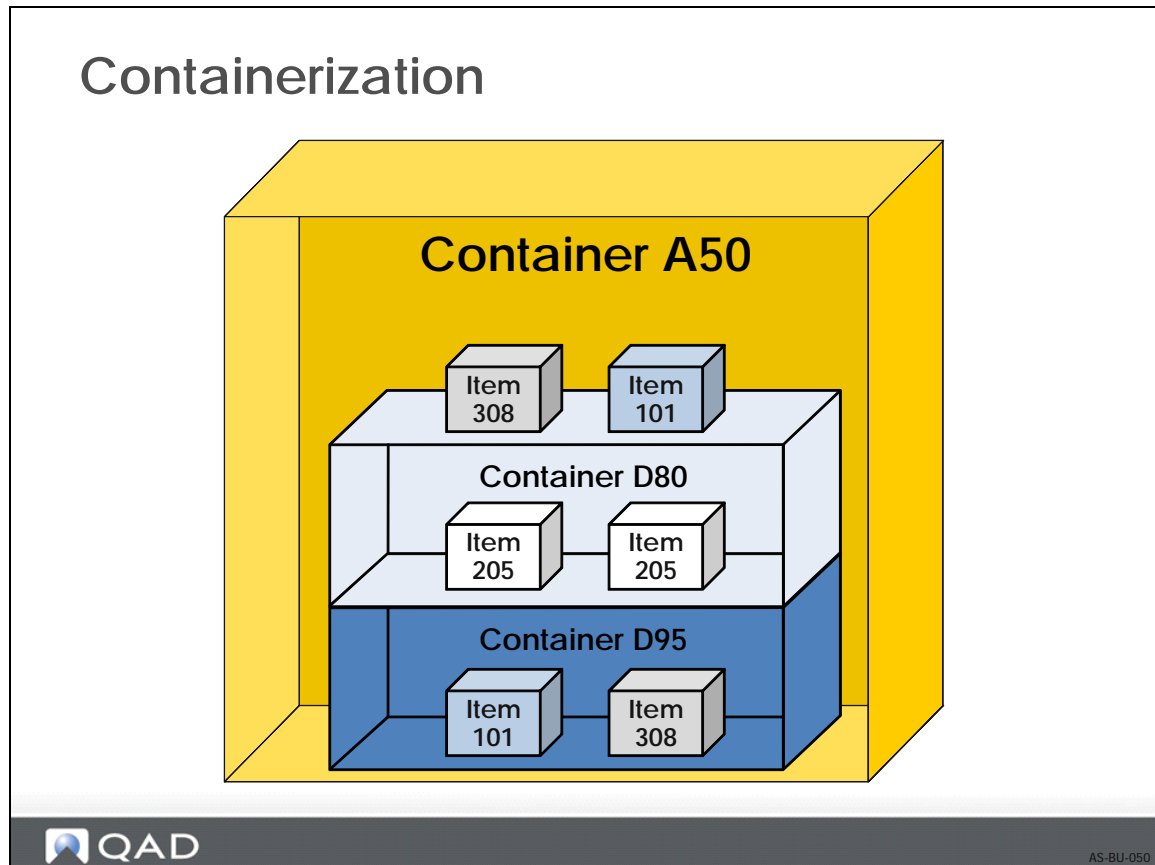 Containerization
Container A50
Item
308
Item
101
Container D80
Item
205
Item
205
Container D95
Item
101
Item
308
QAD
AS-BU-050